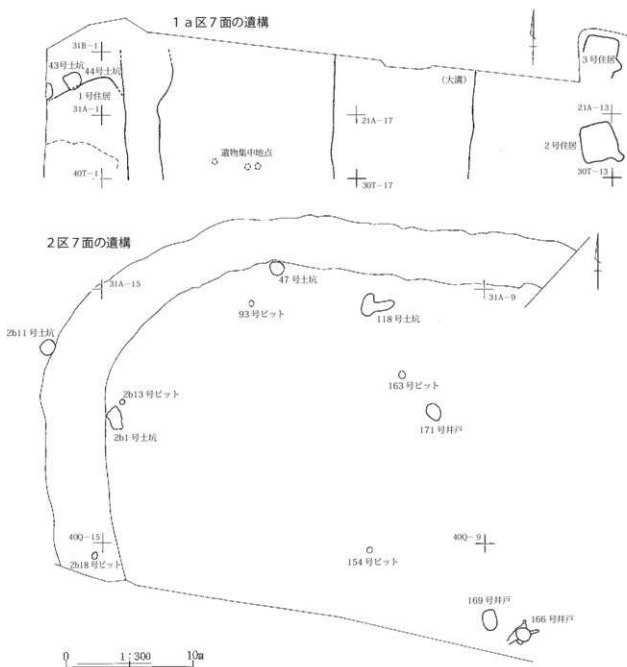 1a区7面の遺構
31B-1
43号土坑
44号土坑
1号住居
31A-1
40T-1
遺物集中地点
(大溝)
21A-17
30T-17
3号住居
21A-13
2号住居
30T-13
2区7面の遺構
31A-15
47号土坑
93号ピット
118号土坑
31A-9
2b11号土坑
163号ピット
2b13号ピット
2b1号土坑
171号井戸
40Q-15
2b18号ピット
154号ピット
40Q-9
169号井戸
166号井戸
0 1:300 10m